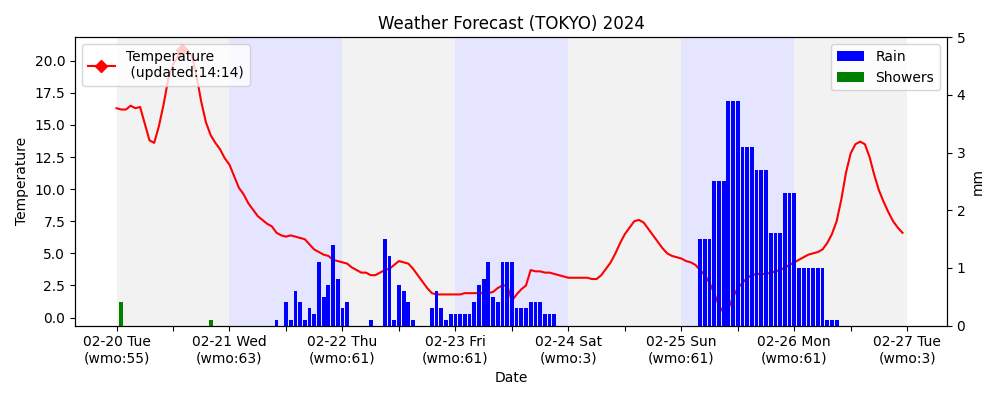 Weather Forecast (TOKYO) 2024
Temperature
(updated:14:14)
Rain
Showers
20.0
17.5
15.0
12.5
10.0
7.5
5.0
2.5
0.0
Temperature
5
4
3
2
1
0
mm
02-20 Tue 02-21 Wed 02-22 Thu 02-23 Fri 02-24 Sat 02-25 Sun 02-26 Mon 02-27 Tue
(wmo:55) (wmo:63) (wmo:61) (wmo:61) (wmo:3) (wmo:61) (wmo:61) (wmo:3)
Date